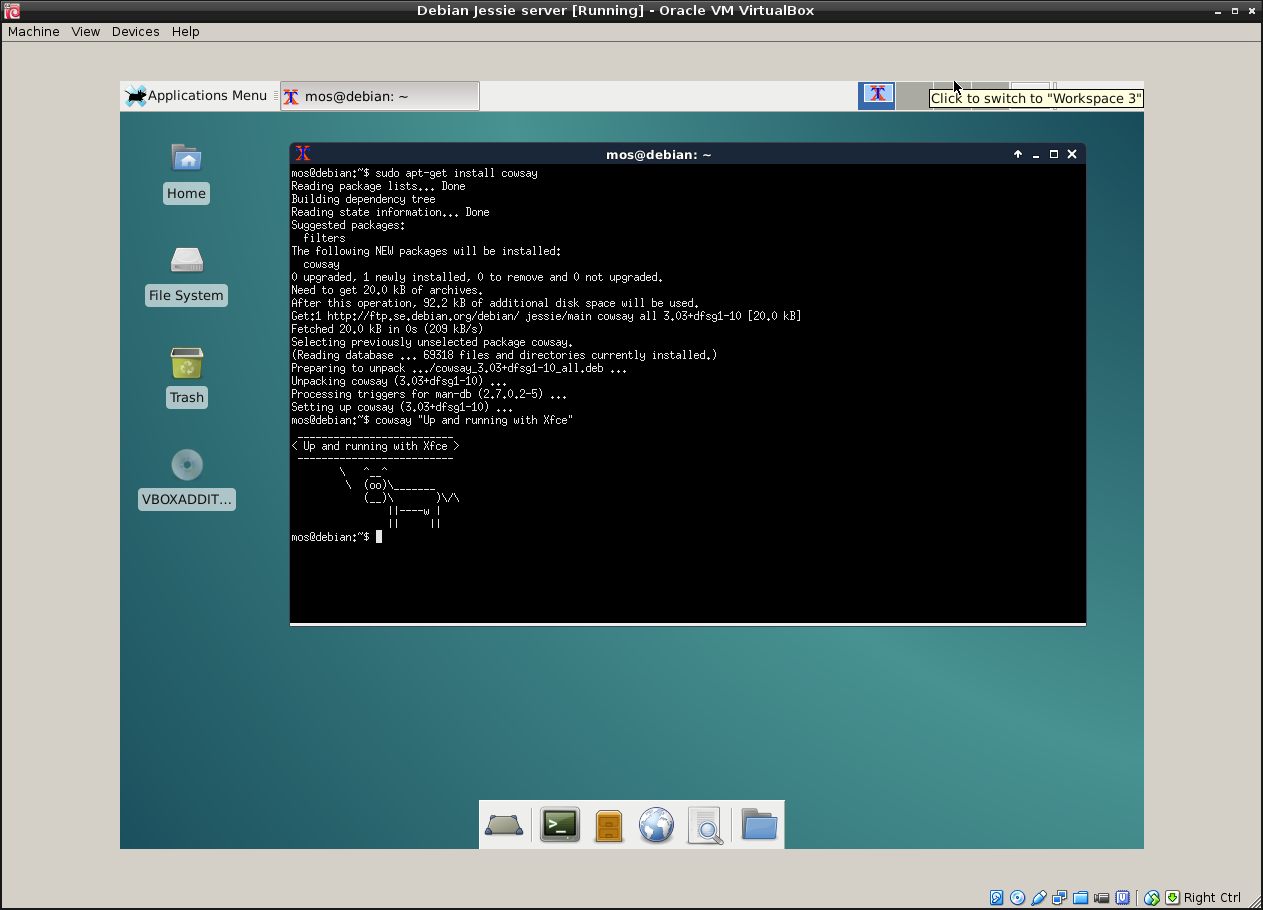 Debian Jessie server [Running] - Oracle VM VirtualBox
Machine View Devices Help
Applications Menu
mos@debian: ~
Click to switch to "Workspace 3"
mos@debian: ~
Home
File System
Trash
VBOXADDIT...
mos@debian:~$ sudo apt-get install cowsay
Reading package lists... Done
Building dependency tree
Reading state information... Done
Suggested packages:
  filters
The following NEW packages will be installed:
  cowsay
0 upgraded, 1 newly installed, 0 to remove and 0 not upgraded.
Need to get 20.0 kB of archives.
After this operation, 92.2 kB of additional disk space will be used.
Get:1 http://ftp.se.debian.org/debian/ jessie/main cowsay all 3.03+dfsg1-10 [20.0 kB]
Fetched 20.0 kB in 0s (209 kB/s)
Selecting previously unselected package cowsay.
(Reading database ... 69318 files and directories currently installed.)
Preparing to unpack .../cowsay_3.03+dfsg1-10_all.deb ...
Unpacking cowsay (3.03+dfsg1-10) ...
Processing triggers for man-db (2.7.0.2-5) ...
Setting up cowsay (3.03+dfsg1-10) ...
mos@debian:~$ cowsay "Up and running with Xfce"
 __________________________
< Up and running with Xfce >
 --------------------------
        \   ^__^
         \  (oo)\_______
            (__)\       )\/\
                ||----w |
                ||     ||
mos@debian:~$
Right Ctrl